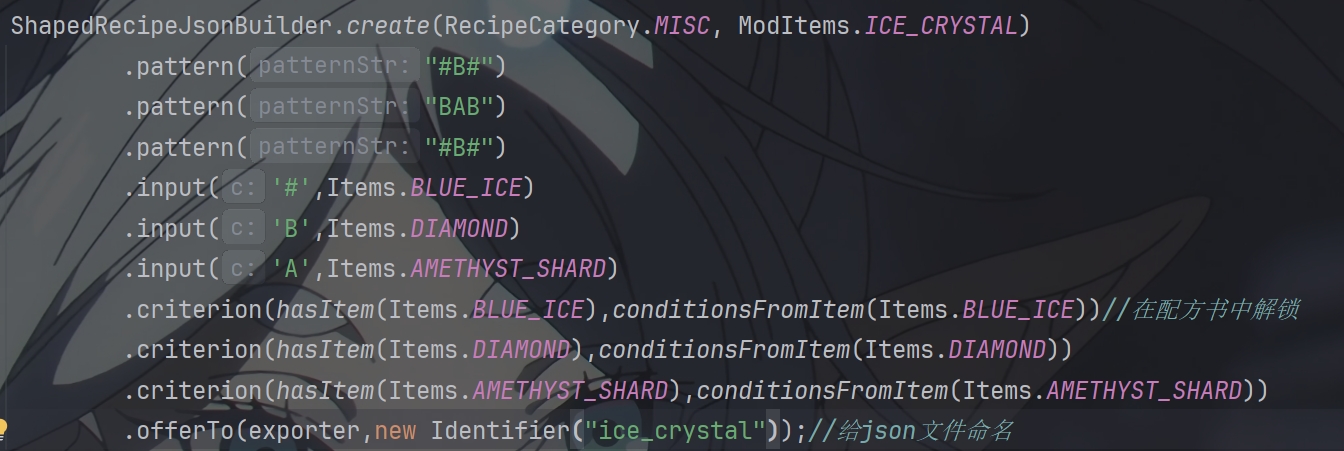 ShapedRecipeJsonBuilder.create(RecipeCategory.MISC, ModItems.ICE_CRYSTAL)
.pattern( patternStr: "#B#")
.pattern( patternStr: "BAB")
.pattern( patternStr: "#B#")
.input( c: '#',Items.BLUE_ICE)
.input( c: 'B',Items.DIAMOND)
.input( c: 'A',Items.AMETHYST_SHARD)
.criterion(hasItem(Items.BLUE_ICE),conditionsFromItem(Items.BLUE_ICE))//在配方书中解锁
.criterion(hasItem(Items.DIAMOND),conditionsFromItem(Items.DIAMOND))
.criterion(hasItem(Items.AMETHYST_SHARD),conditionsFromItem(Items.AMETHYST_SHARD))
.offerTo(exporter,new Identifier("ice_crystal"));//给json文件命名